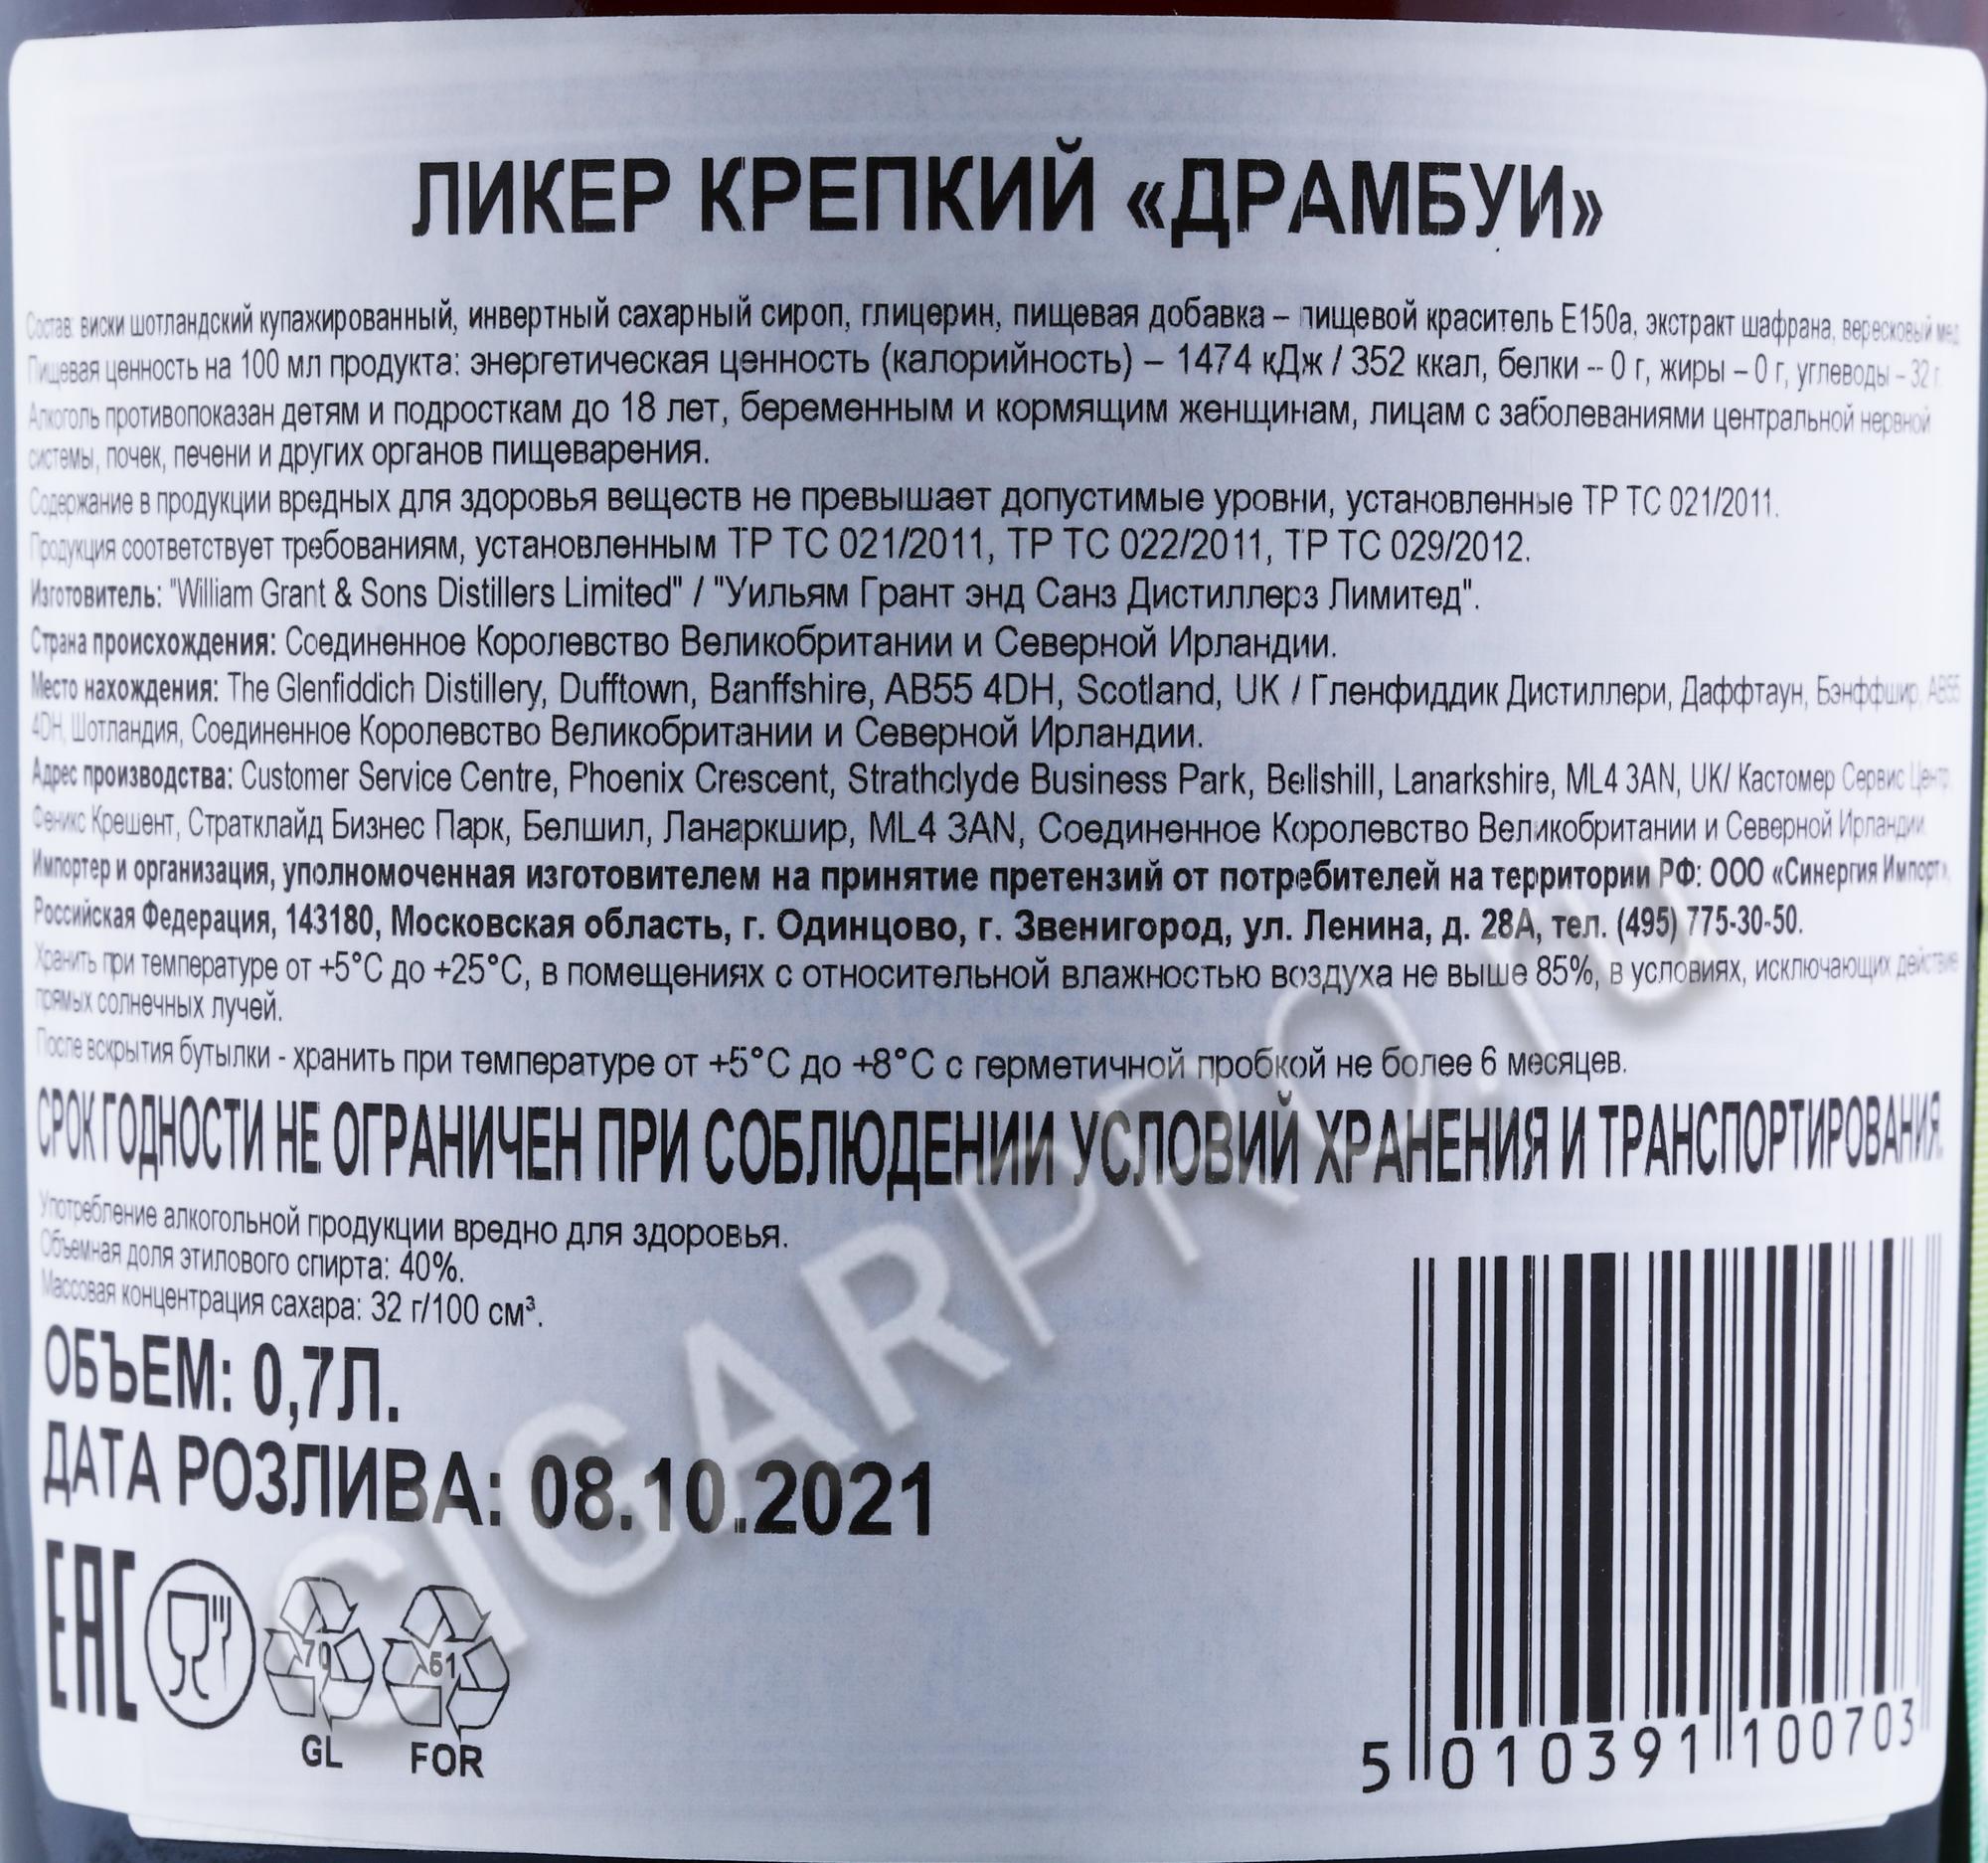 ЛИКЕР КРЕПКИЙ «ДРАМБУИ»
Состав: виски шотландский купажированный, инвертный сахарный сироп, глицерин, пищевая добавка – пищевой краситель Е150а, экстракт шафрана, вересковый мед.
Пищевая ценность на 100 мл продукта: энергетическая ценность (калорийность) – 1474 кДж / 352 ккал, белки -- 0 г, жиры – 0 г, углеводы – 32 г.
Алкоголь противопоказан детям и подросткам до 18 лет, беременным и кормящим женщинам, лицам с заболеваниями центральной нервной
системы, почек, печени и других органов пищеварения.
Содержание в продукции вредных для здоровья веществ не превышает допустимые уровни, установленные ТР ТС 021/2011.
Продукция соответствует требованиям, установленным ТР ТС 021/2011, ТР ТС 022/2011, ТР ТС 029/2012.
Изготовитель: "William Grant & Sons Distillers Limited" / "Уильям Грант энд Санз Дистиллерз Лимитед".
Страна происхождения: Соединенное Королевство Великобритании и Северной Ирландии.
Место нахождения: The Glenfiddich Distillery, Dufftown, Banffshire, AB55 4DH, Scotland, UK / Гленфиддик Дистиллери, Даффтаун, Бэнффшир, AB55
4DH, Шотландия, Соединенное Королевство Великобритании и Северной Ирландии.
Адрес производства: Customer Service Centre, Phoenix Crescent, Strathclyde Business Park, Bellshill, Lanarkshire, ML4 3AN, UK/ Кастомер Сервис Центр,
Феникс Крешент, Стратклайд Бизнес Парк, Белшил, Ланаркшир, ML4 3AN, Соединенное Королевство Великобритании и Северной Ирландии.
Импортер и организация, уполномоченная изготовителем на принятие претензий от потребителей на территории РФ: ООО «Синергия Импорт»,
Российская Федерация, 143180, Московская область, г. Одинцово, г. Звенигород, ул. Ленина, д. 28А, тел. (495) 775-30-50.
Хранить при температуре от +5°С до +25°С, в помещениях с относительной влажностью воздуха не выше 85%, в условиях, исключающих действие
прямых солнечных лучей.
После вскрытия бутылки - хранить при температуре от +5°С до +8°С с герметичной пробкой не более 6 месяцев.
СРОК ГОДНОСТИ НЕ ОГРАНИЧЕН ПРИ СОБЛЮДЕНИИ УСЛОВИЙ ХРАНЕНИЯ И ТРАНСПОРТИРОВАНИЯ.
Употребление алкогольной продукции вредно для здоровья.
Объемная доля этилового спирта: 40%.
Массовая концентрация сахара: 32 г/100 см³.
ОБЪЕМ: 0,7Л.
ДАТА РОЗЛИВА: 08.10.2021
EAC
70
51
GL FOR
5 010391 100703
CIGARPRO.ru